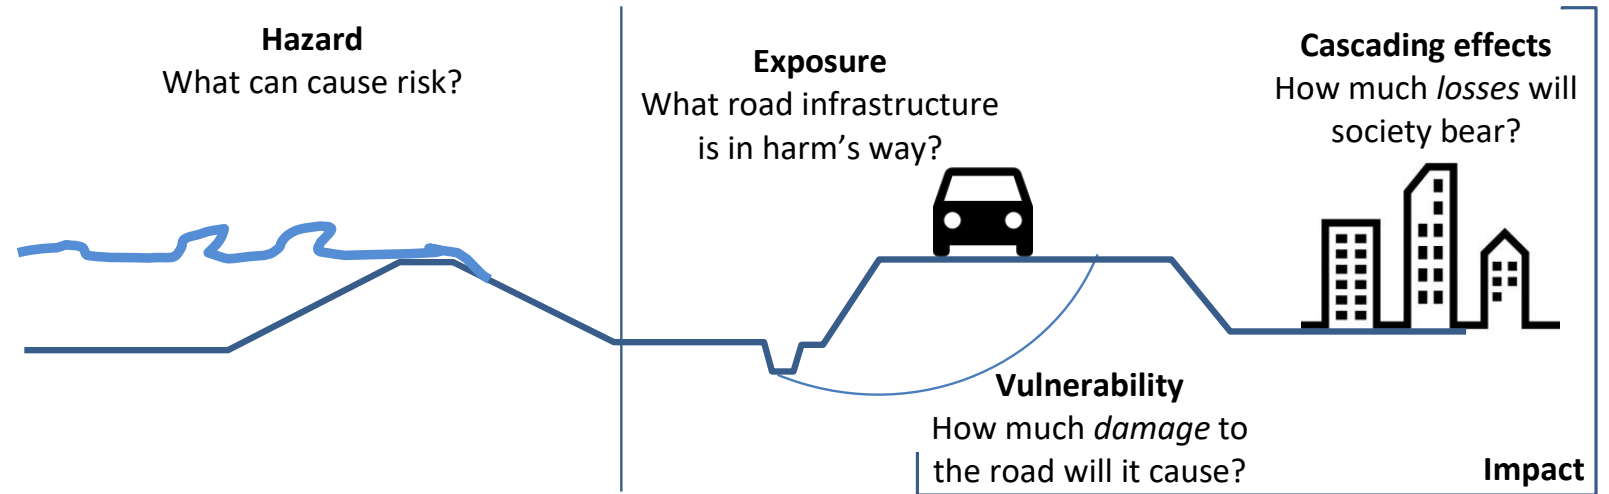 Hazard
What can cause risk?
Exposure
What road infrastructure
is in harm’s way?
Cascading effects
How much losses will
society bear?
Vulnerability
How much damage to
the road will it cause?
Impact